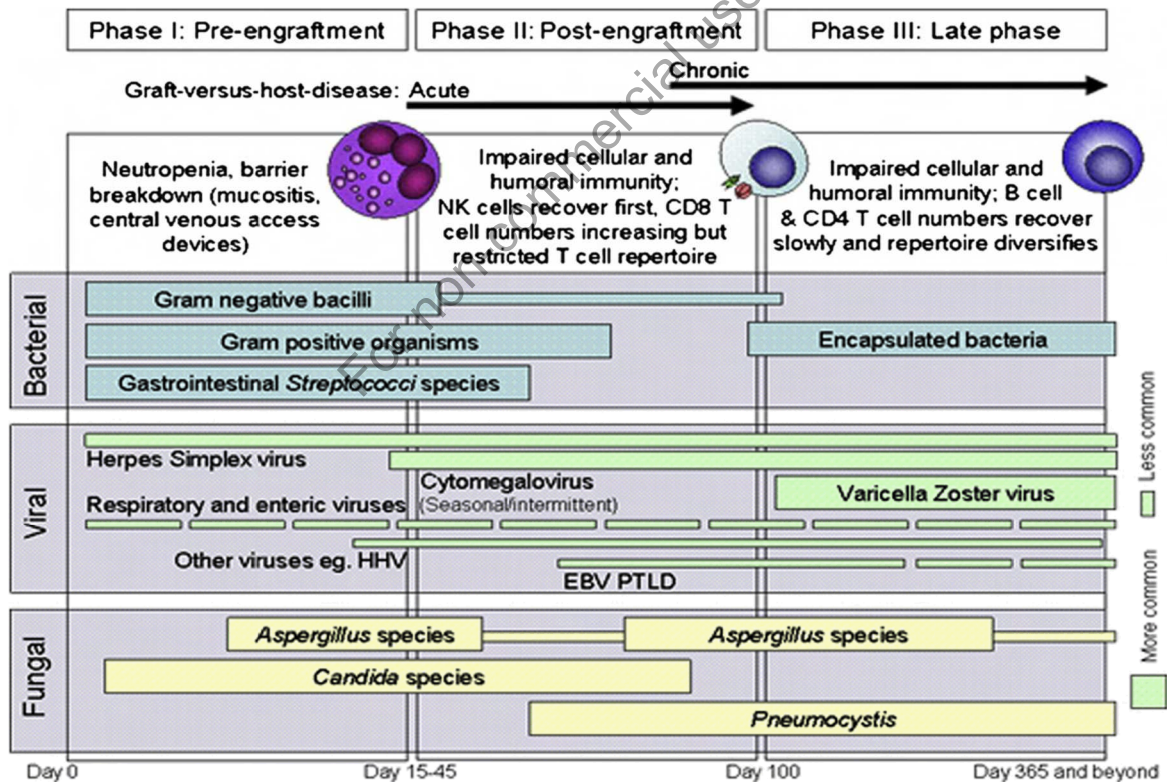 Phase I: Pre-engraftment
Phase II: Post-engraftment
Phase III: Late phase
Chronic
Graft-versus-host-disease: Acute
Neutropenia, barrier
breakdown (mucositis,
central venous access
devices)
Impaired cellular and
humoral immunity;
NK cells recover first, CD8 T
cell numbers increasing but
restricted T cell repertoire
Impaired cellular and
humoral immunity; B cell
& CD4 T cell numbers recover
slowly and repertoire diversifies
Bacterial
Gram negative bacilli
Gram positive organisms
Encapsulated bacteria
Gastrointestinal Streptococci species
Viral
Herpes Simplex virus
Cytomegalovirus
Varicella Zoster virus
Respiratory and enteric viruses
(Seasonal/intermittent)
Other viruses eg. HHV
EBV PTLD
Fungal
Aspergillus species
Aspergillus species
Candida species
Pneumocystis
Day 0
Day 15-45
Day 100
Day 365 and beyond
Less common
More common
For non-commercial use